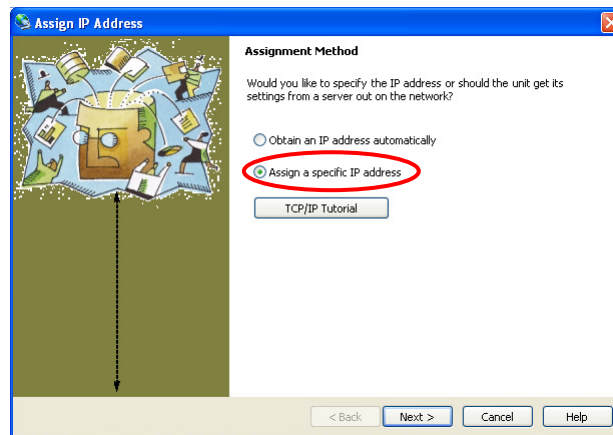 Assign IP Address
Assignment Method
Would you like to specify the IP address or should the unit get its
settings from a server out on the network?
Obtain an IP address automatically
Assign a specific IP address
TCP/IP Tutorial
< Back
Next >
Cancel
Help